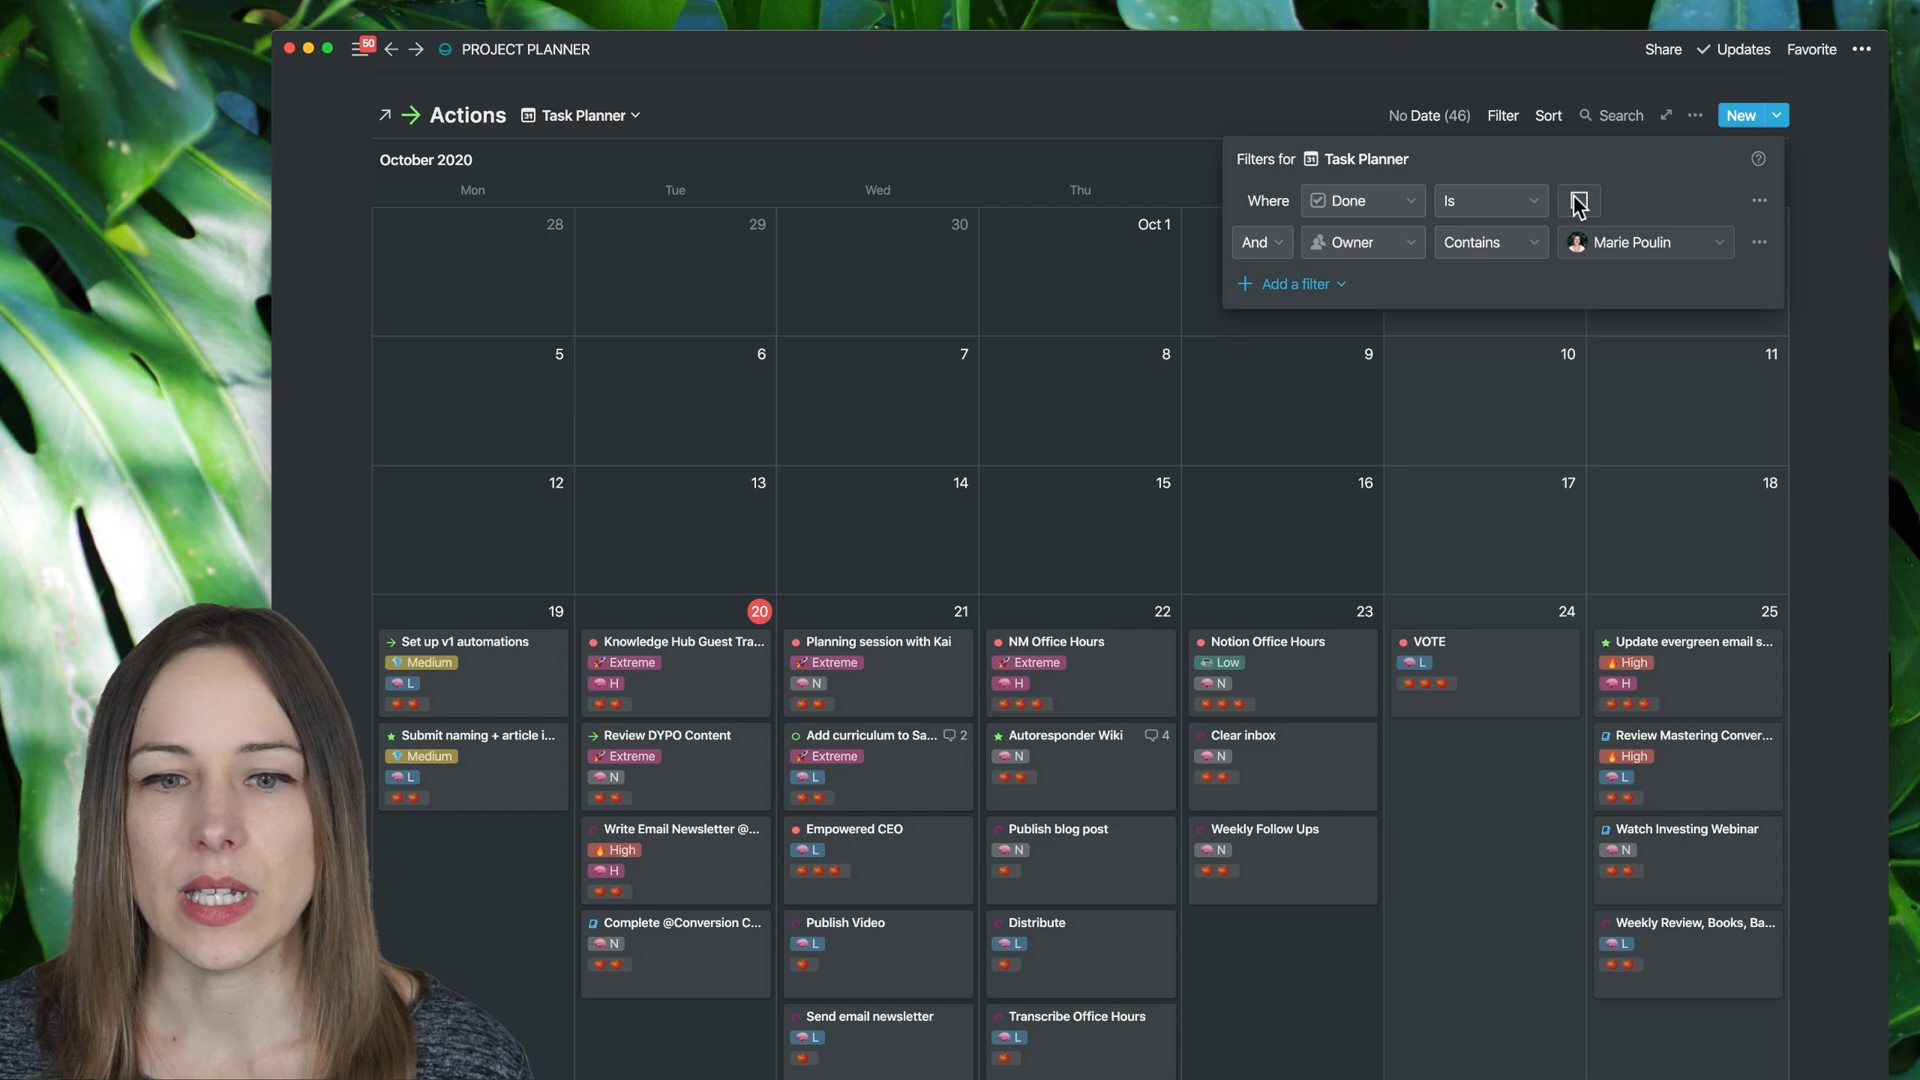 50
PROJECT PLANNER
Share
Updates
Favorite
Actions
31 Task Planner
No Date (46)
Filter
Sort
Search
New
October 2020
Filters for 31 Task Planner
Where
Done
Is
And
Owner
Contains
Marie Poulin
Add a filter
Mon
Tue
Wed
Thu
28
29
30
Oct 1
5
6
7
8
9
10
11
12
13
14
15
16
17
18
19
20
21
22
23
24
25
Set up v1 automations
Medium
L
Submit naming + article i...
Medium
L
Knowledge Hub Guest Tra...
Extreme
H
Review DYPO Content
Extreme
N
Write Email Newsletter @...
High
H
Complete @Conversion C...
N
Planning session with Kai
Extreme
N
Add curriculum to Sa... 2
Extreme
L
Empowered CEO
L
Publish Video
L
Send email newsletter
L
NM Office Hours
Extreme
H
Autoresponder Wiki 4
N
Publish blog post
N
Distribute
L
Transcribe Office Hours
L
Notion Office Hours
Low
N
Clear inbox
N
Weekly Follow Ups
N
VOTE
L
Update evergreen email s...
High
H
Review Mastering Conver...
High
L
Watch Investing Webinar
N
Weekly Review, Books, Ba...
L